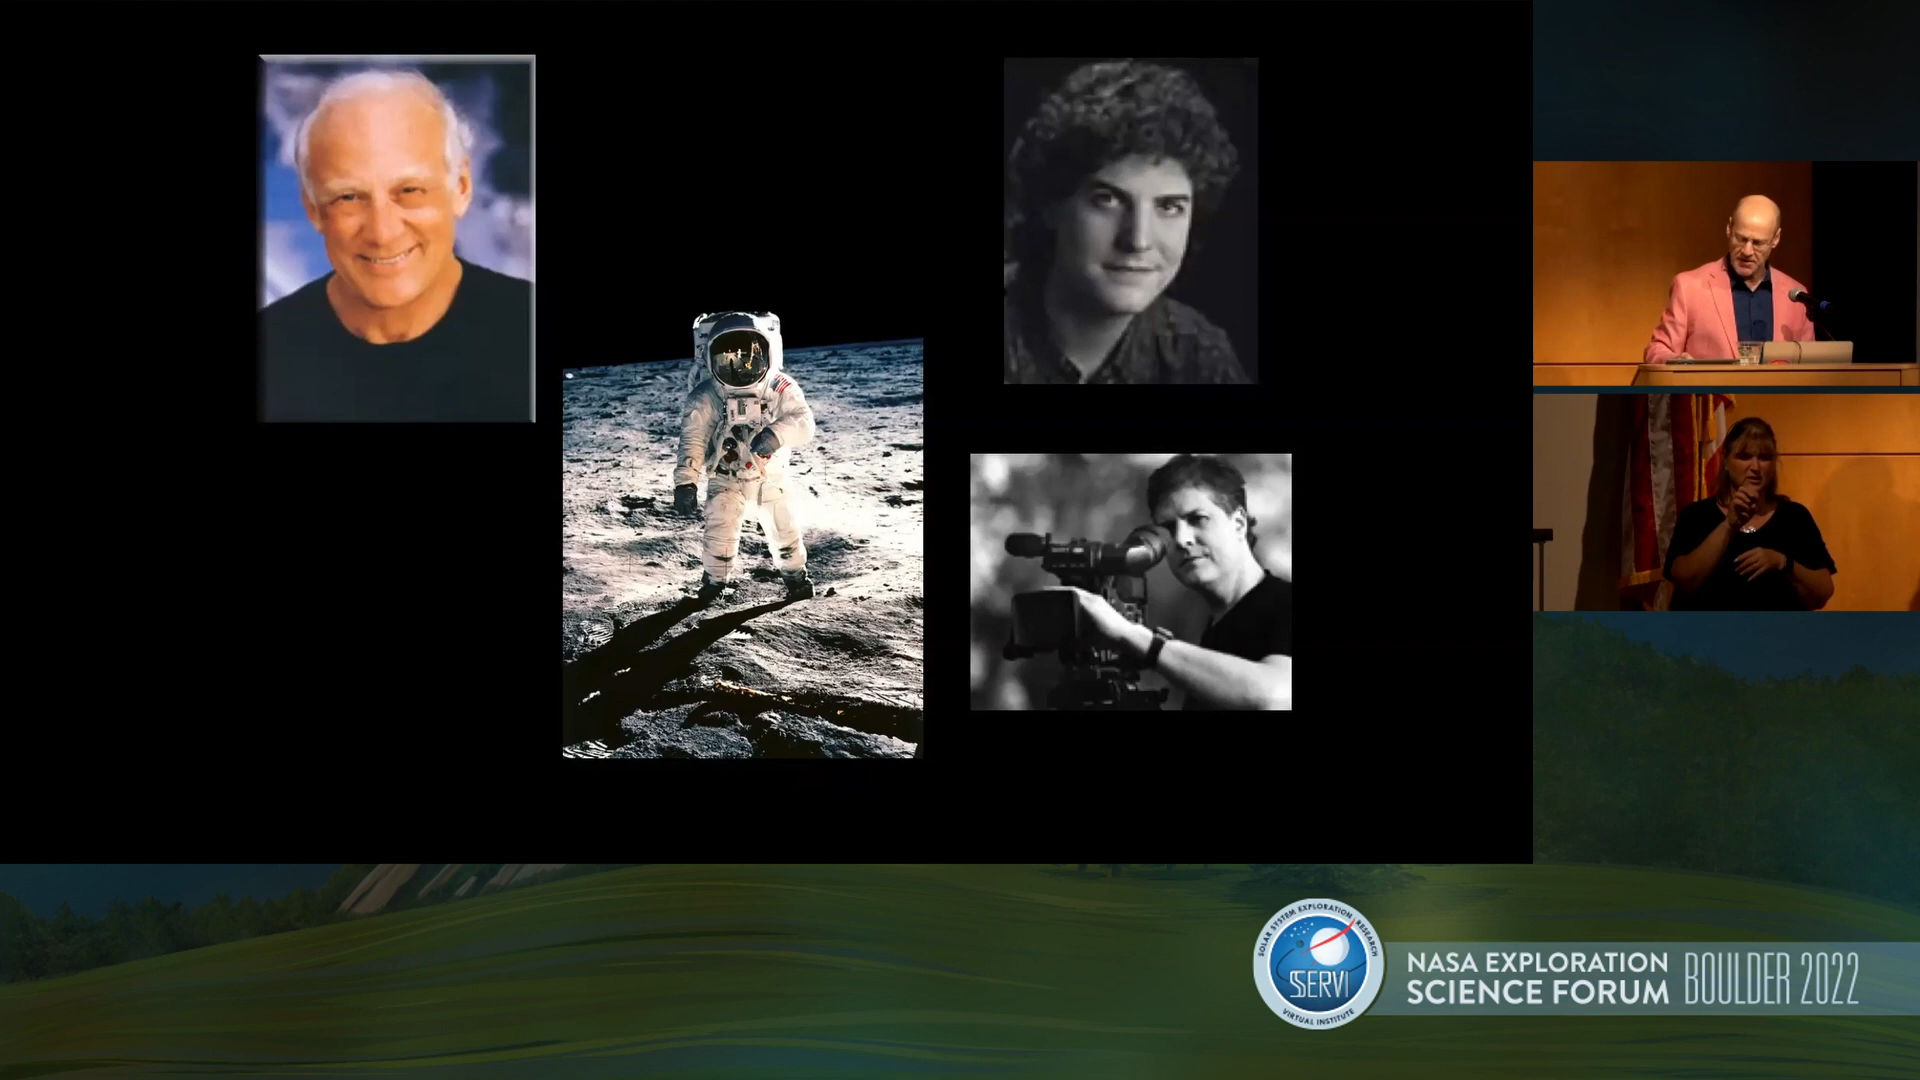 SOLAR SYSTEM EXPLORATION RESEARCH
SSERVI
VIRTUAL INSTITUTE
NASA EXPLORATION
SCIENCE FORUM
BOULDER 2022